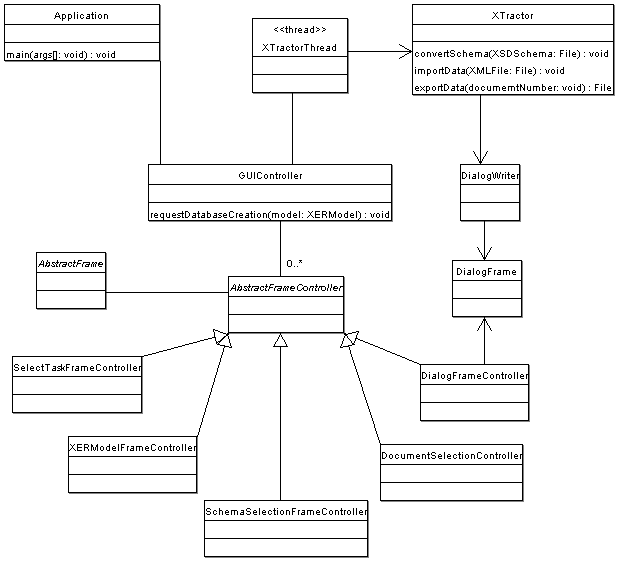 Application
main(args[]: void) : void
<<thread>>
XTractorThread
XTractor
convertSchema(XSDSchema: File) : void
importData(XMLFile: File) : void
exportData(documemtNumber: void) : File
GUIController
requestDatabaseCreation(model: XERModel) : void
DialogWriter
0..*
AbstractFrame
AbstractFrameController
DialogFrame
SelectTaskFrameController
DialogFrameController
XERModelFrameController
DocumentSelectionController
SchemaSelectionFrameController